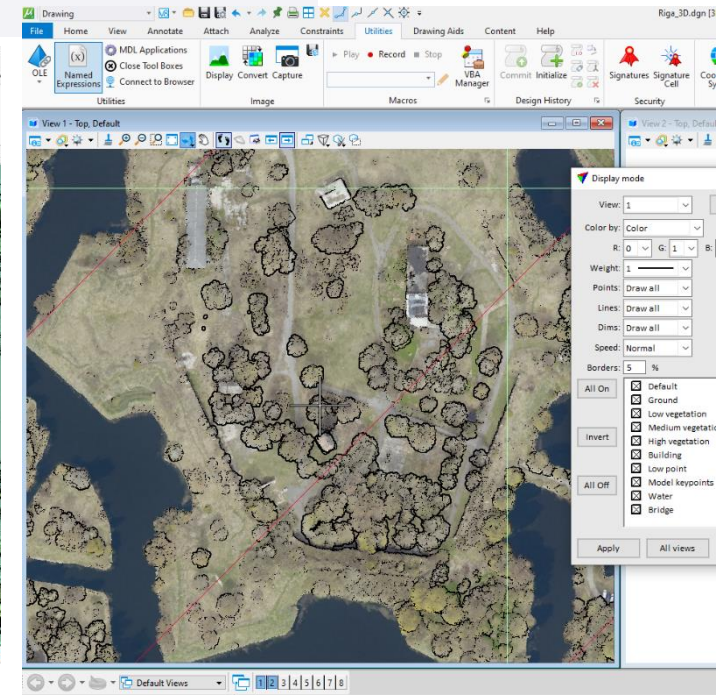 Drawing
Riga_3D.dgn [3
File Home View Annotate Attach Analyze Constraints Utilities Drawing Aids Content Help
OLE
Named Expressions
MDL Applications
Close Tool Boxes
Connect to Browser
Utilities
Display Convert Capture
Image
Play Record Stop
VBA Manager
Macros
Commit Initialize
Design History
Signatures Signature Cell
Security
View 1 - Top, Default
View 2 - Top, Defaul
Display mode
View: 1
Color by: Color
R: 0 G: 1 B:
Weight: 1
Points: Draw all
Lines: Draw all
Dims: Draw all
Speed: Normal
Borders: 5 %
All On
Invert
All Off
Default
Ground
Low vegetation
Medium vegetatio
High vegetation
Building
Low point
Model keypoints
Water
Bridge
Apply All views
Default Views
1 2 3 4 5 6 7 8